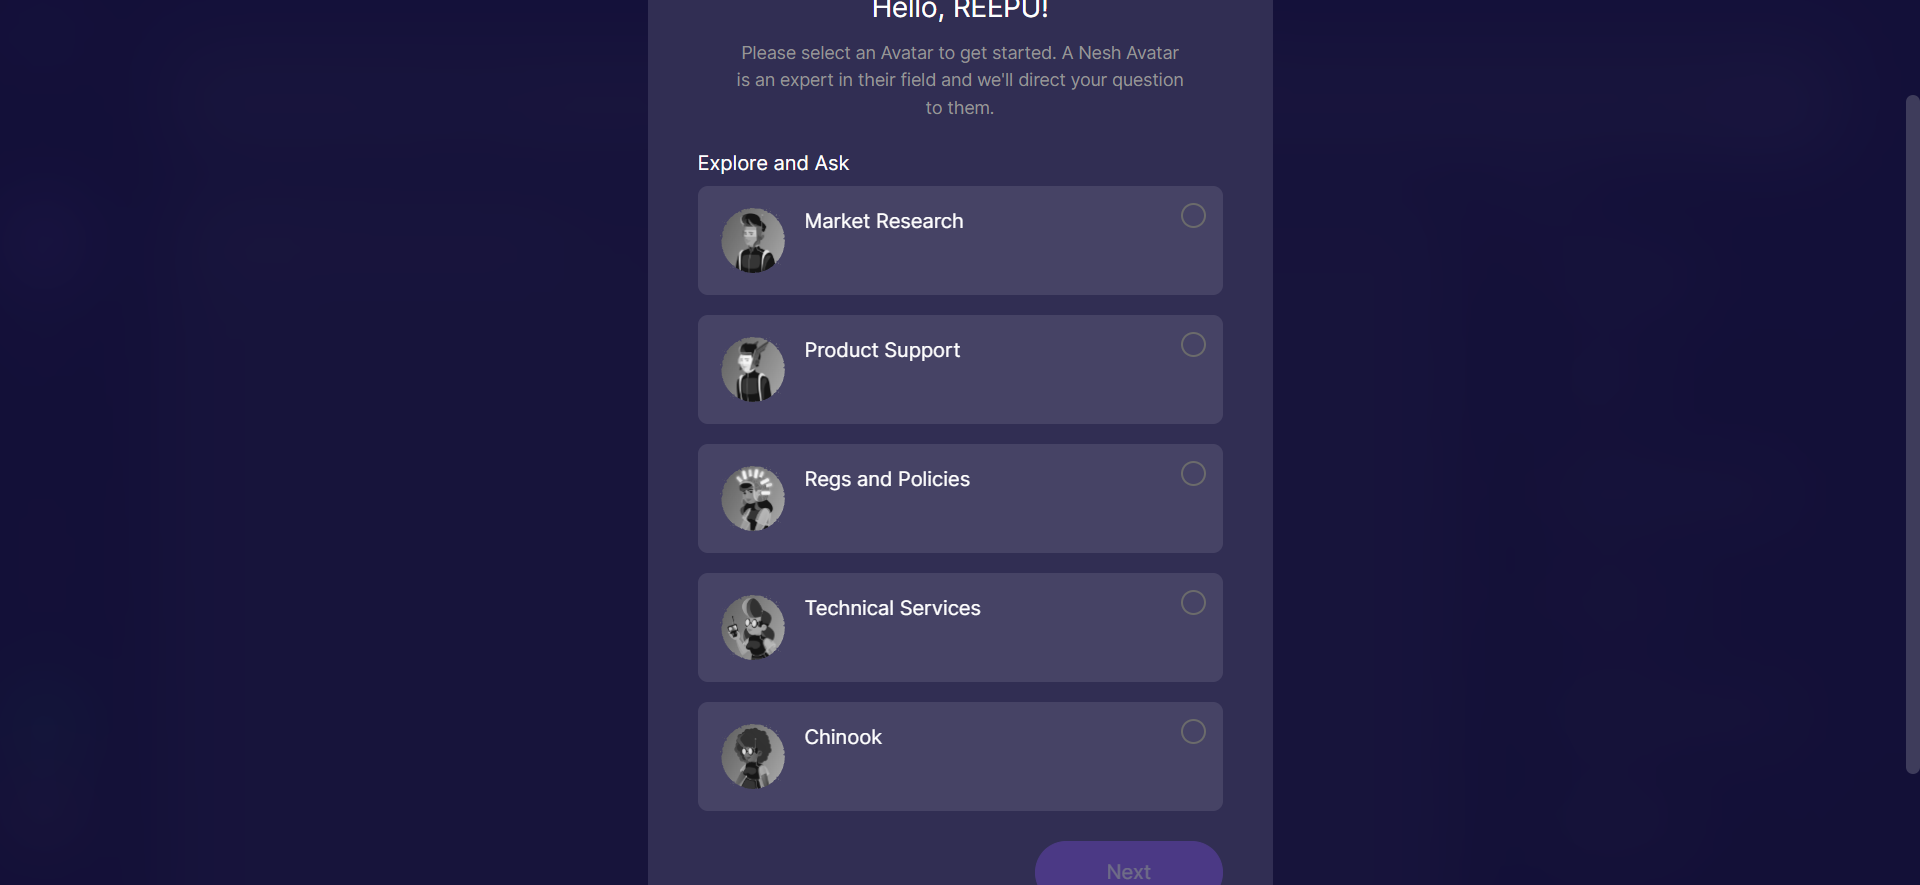 Hello, REEPU!
Please select an Avatar to get started. A Nesh Avatar
is an expert in their field and we'll direct your question
to them.
Explore and Ask
Market Research
Product Support
Regs and Policies
Technical Services
Chinook
Next